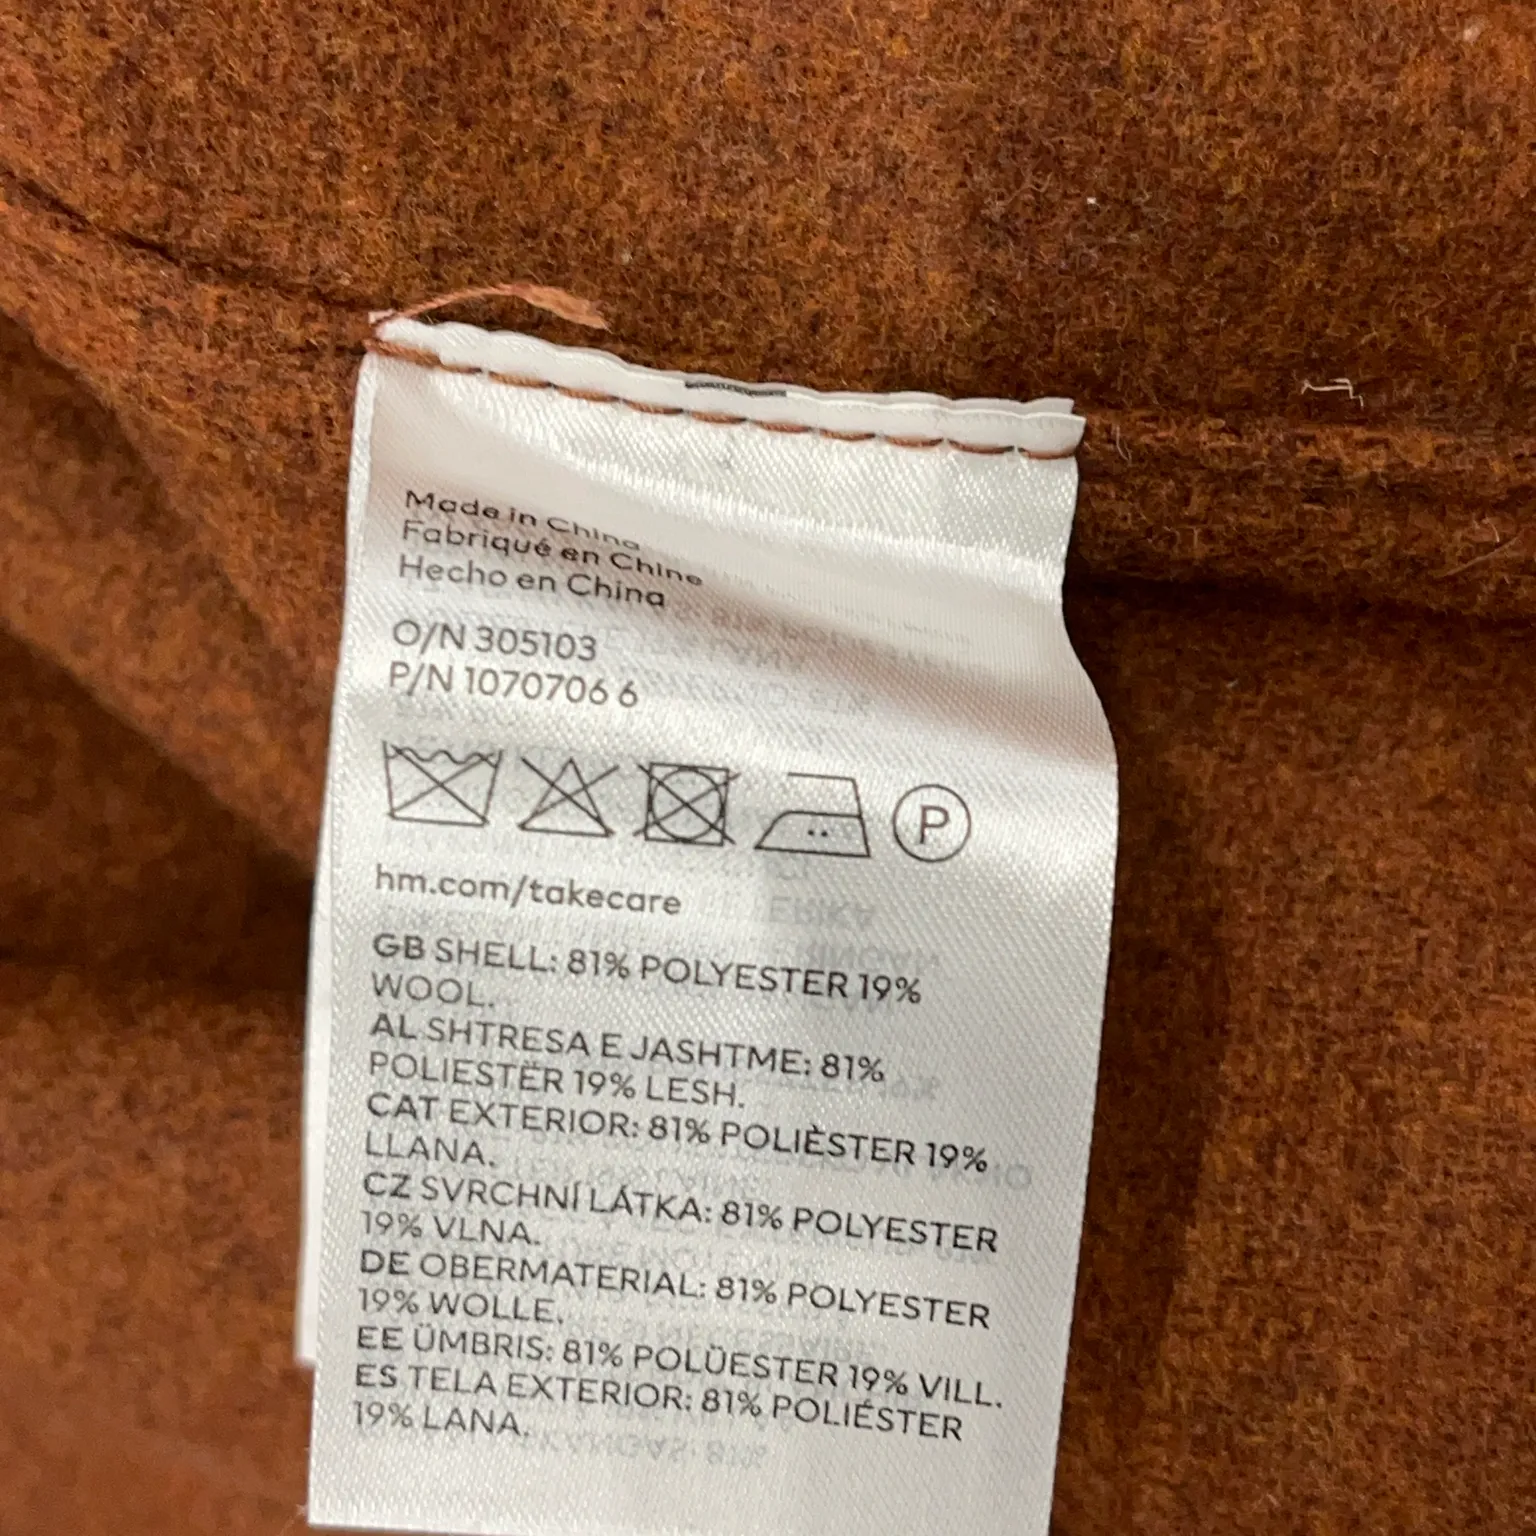 Made in China
Fabriqué en Chine
Hecho en China
O/N 305103
P/N 1070706 6
P
hm.com/takecare
GB SHELL: 81% POLYESTER 19%
WOOL.
AL SHTRESA E JASHTME: 81%
POLIESTËR 19% LESH.
CAT EXTERIOR: 81% POLIÈSTER 19%
LLANA.
CZ SVRCHNÍ LÁTKA: 81% POLYESTER
19% VLNA.
DE OBERMATERIAL: 81% POLYESTER
19% WOLLE.
EE ÜMBRIS: 81% POLÜESTER 19% VILL.
ES TELA EXTERIOR: 81% POLIÉSTER
19% LANA.